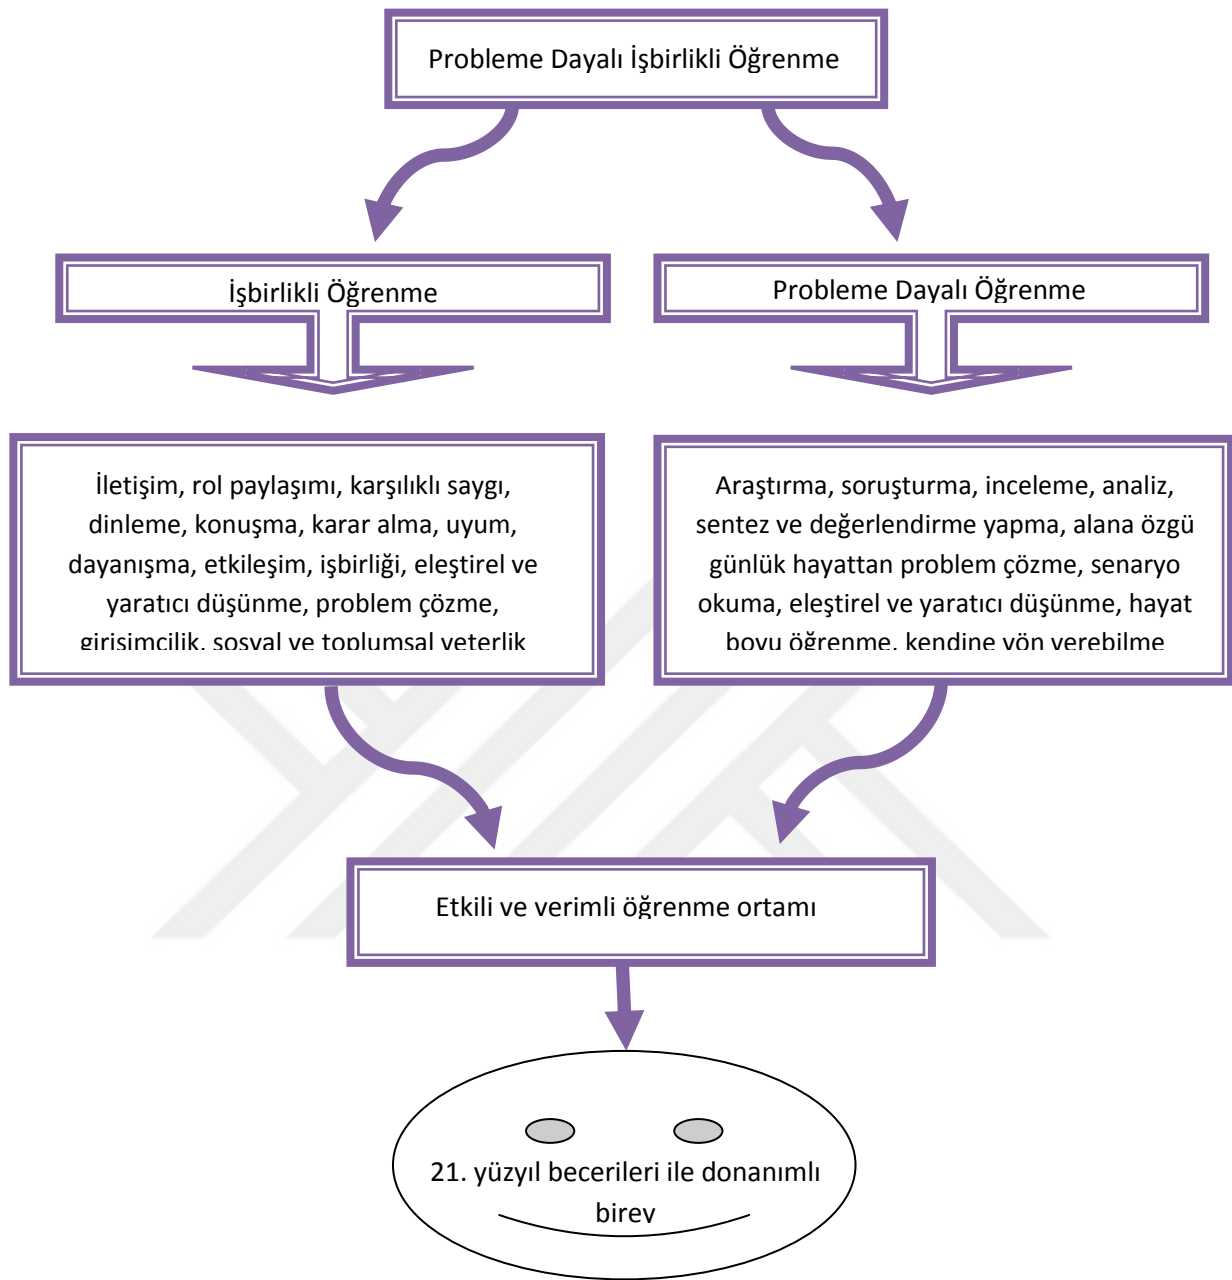 Probleme Dayalı İşbirlikli Öğrenme
İşbirlikli Öğrenme
Probleme Dayalı Öğrenme
İletişim, rol paylaşımı, karşılıklı saygı,
dinleme, konuşma, karar alma, uyum,
dayanışma, etkileşim, işbirliği, eleştirel ve
yaratıcı düşünme, problem çözme,
girişimcilik, sosyal ve toplumsal yeterlik
Araştırma, soruşturma, inceleme, analiz,
sentez ve değerlendirme yapma, alana özgü
günlük hayattan problem çözme, senaryo
okuma, eleştirel ve yaratıcı düşünme, hayat
boyu öğrenme, kendine yön verebilme
Etkili ve verimli öğrenme ortamı
21. yüzyıl becerileri ile donanımlı
birey